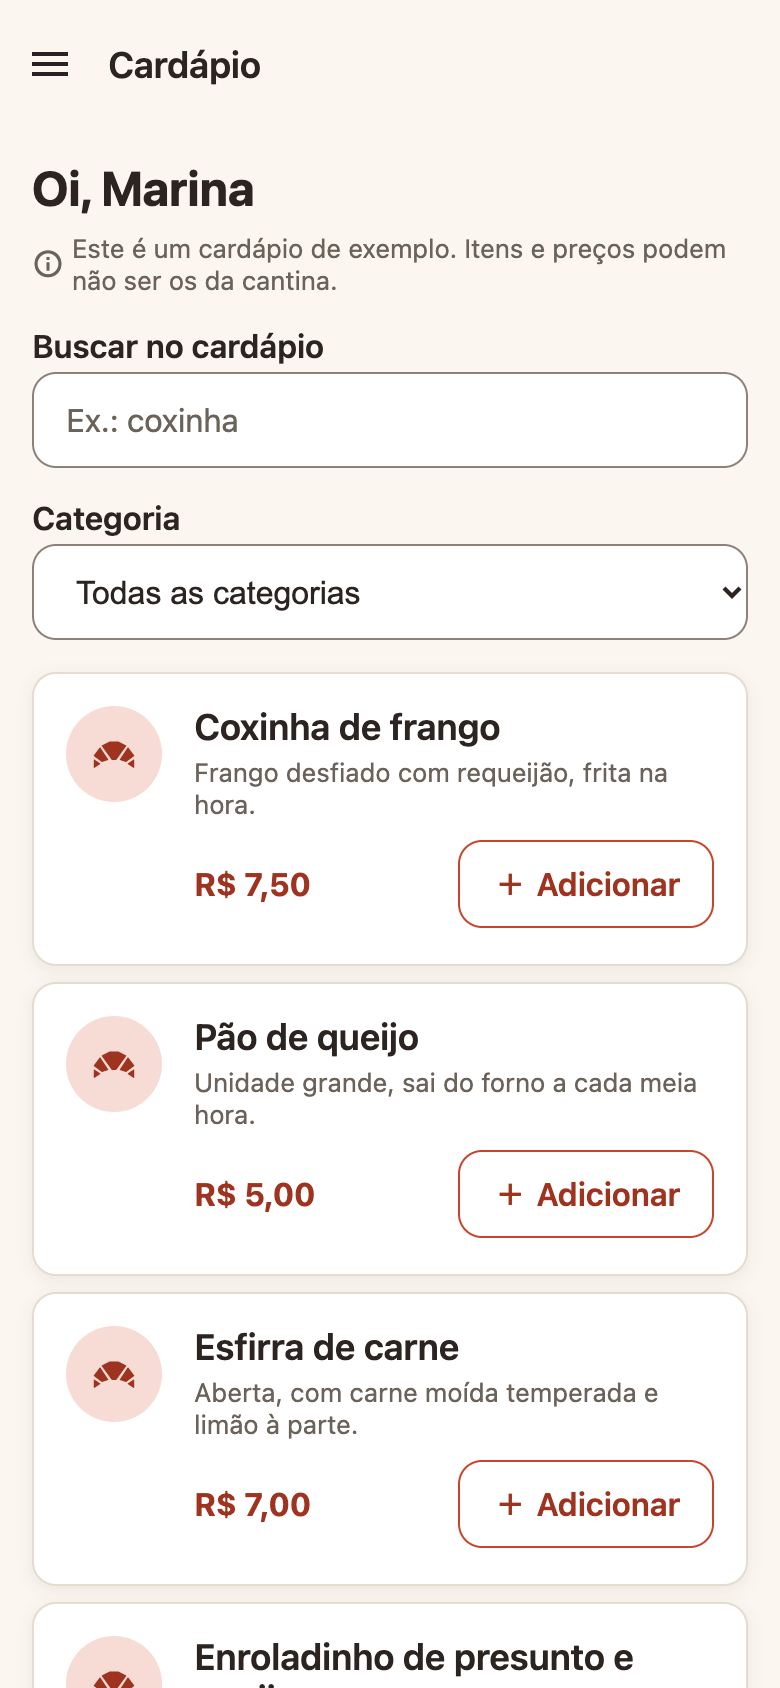 Cardápio
Oi, Marina
Este é um cardápio de exemplo. Itens e preços podem
não ser os da cantina.
Buscar no cardápio
Ex.: coxinha
Categoria
Todas as categorias
Coxinha de frango
Frango desfiado com requeijão, frita na
hora.
R$ 7,50
+ Adicionar
Pão de queijo
Unidade grande, sai do forno a cada meia
hora.
R$ 5,00
+ Adicionar
Esfirra de carne
Aberta, com carne moída temperada e
limão à parte.
R$ 7,00
+ Adicionar
Enroladinho de presunto e